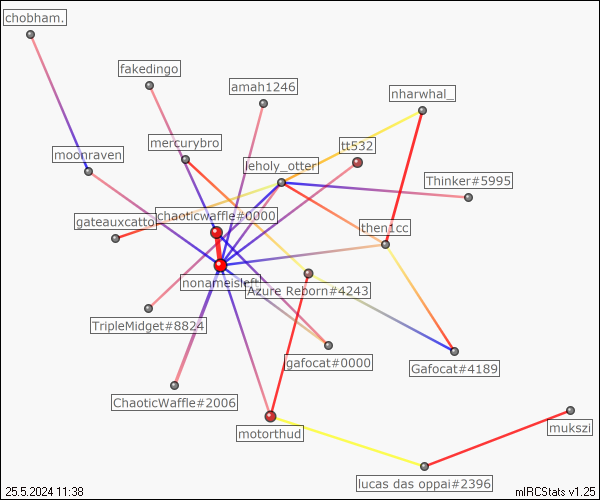 chobham.
fakedingo
amah1246
nharwhal_
mercurybro
tt532
moonraven
leholy_otter
Thinker#5995
chaoticwaffle#0000
gateauxcatto
then1cc
nonameisleft
Azure Reborn#4243
TripleMidget#8824
gafocat#0000
Gafocat#4189
ChaoticWaffle#2006
motorthud
mukszi
lucas das oppai#2396
25.5.2024 11:38
mIRCStats v1.25